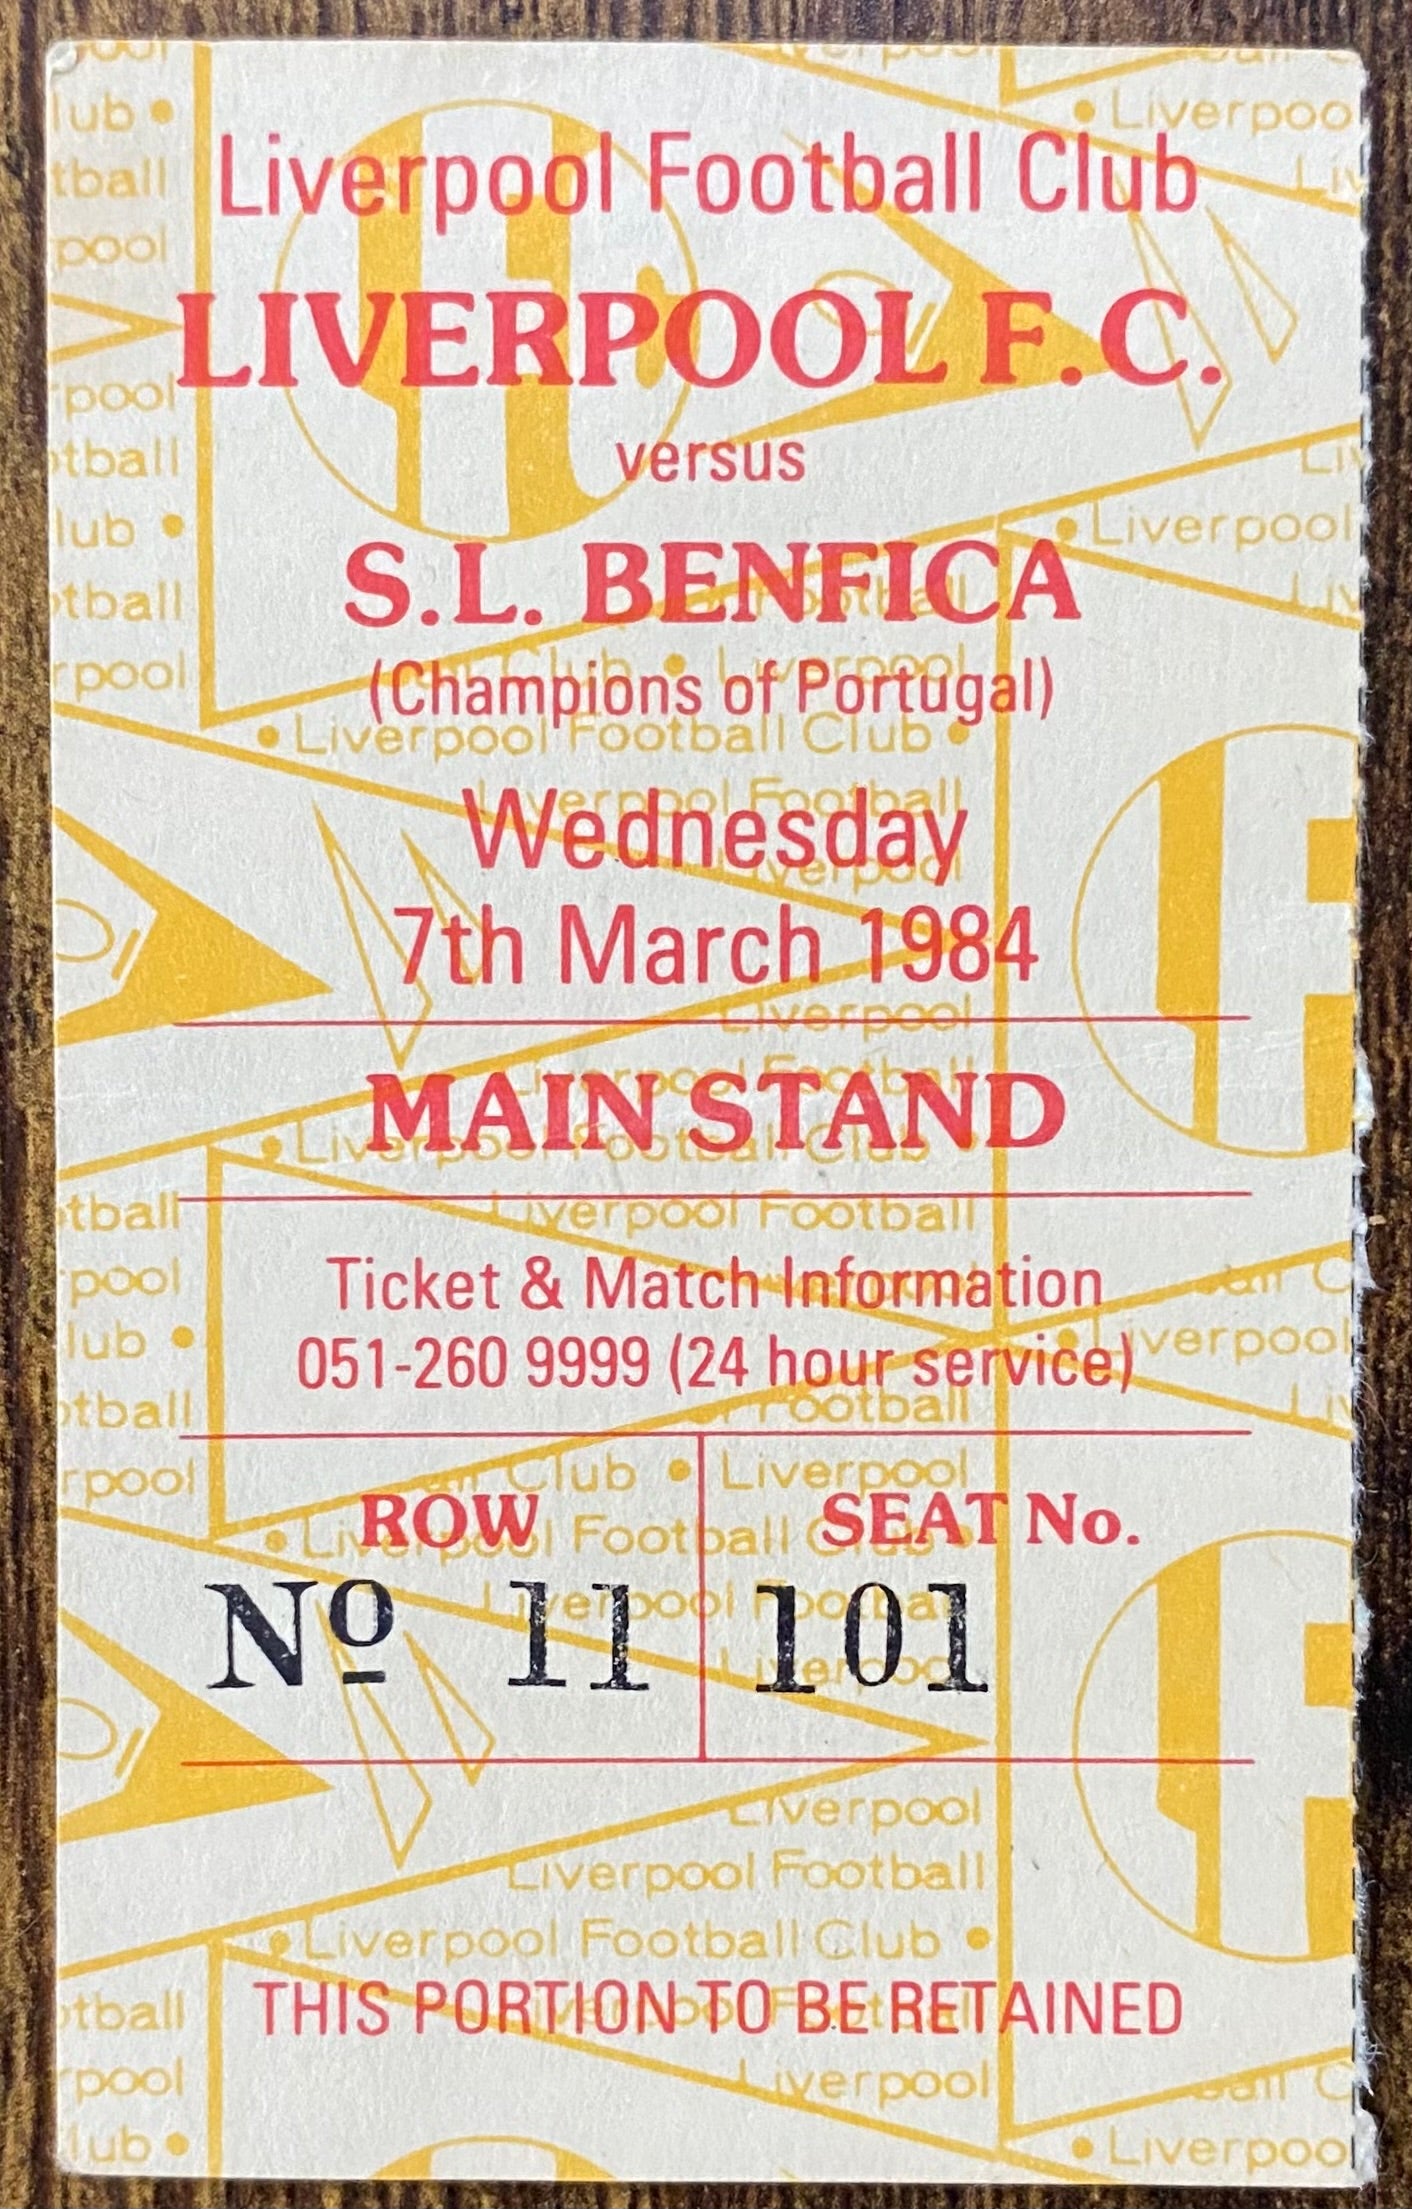 Liverpool Football Club
LIVERPOOL F.C.
versus
S.L. BENFICA
(Champions of Portugal)
Wednesday
7th March 1984
MAIN STAND
Ticket & Match Information
051-260 9999 (24 hour service)
ROW SEAT No.
Nº 11 101
THIS PORTION TO BE RETAINED